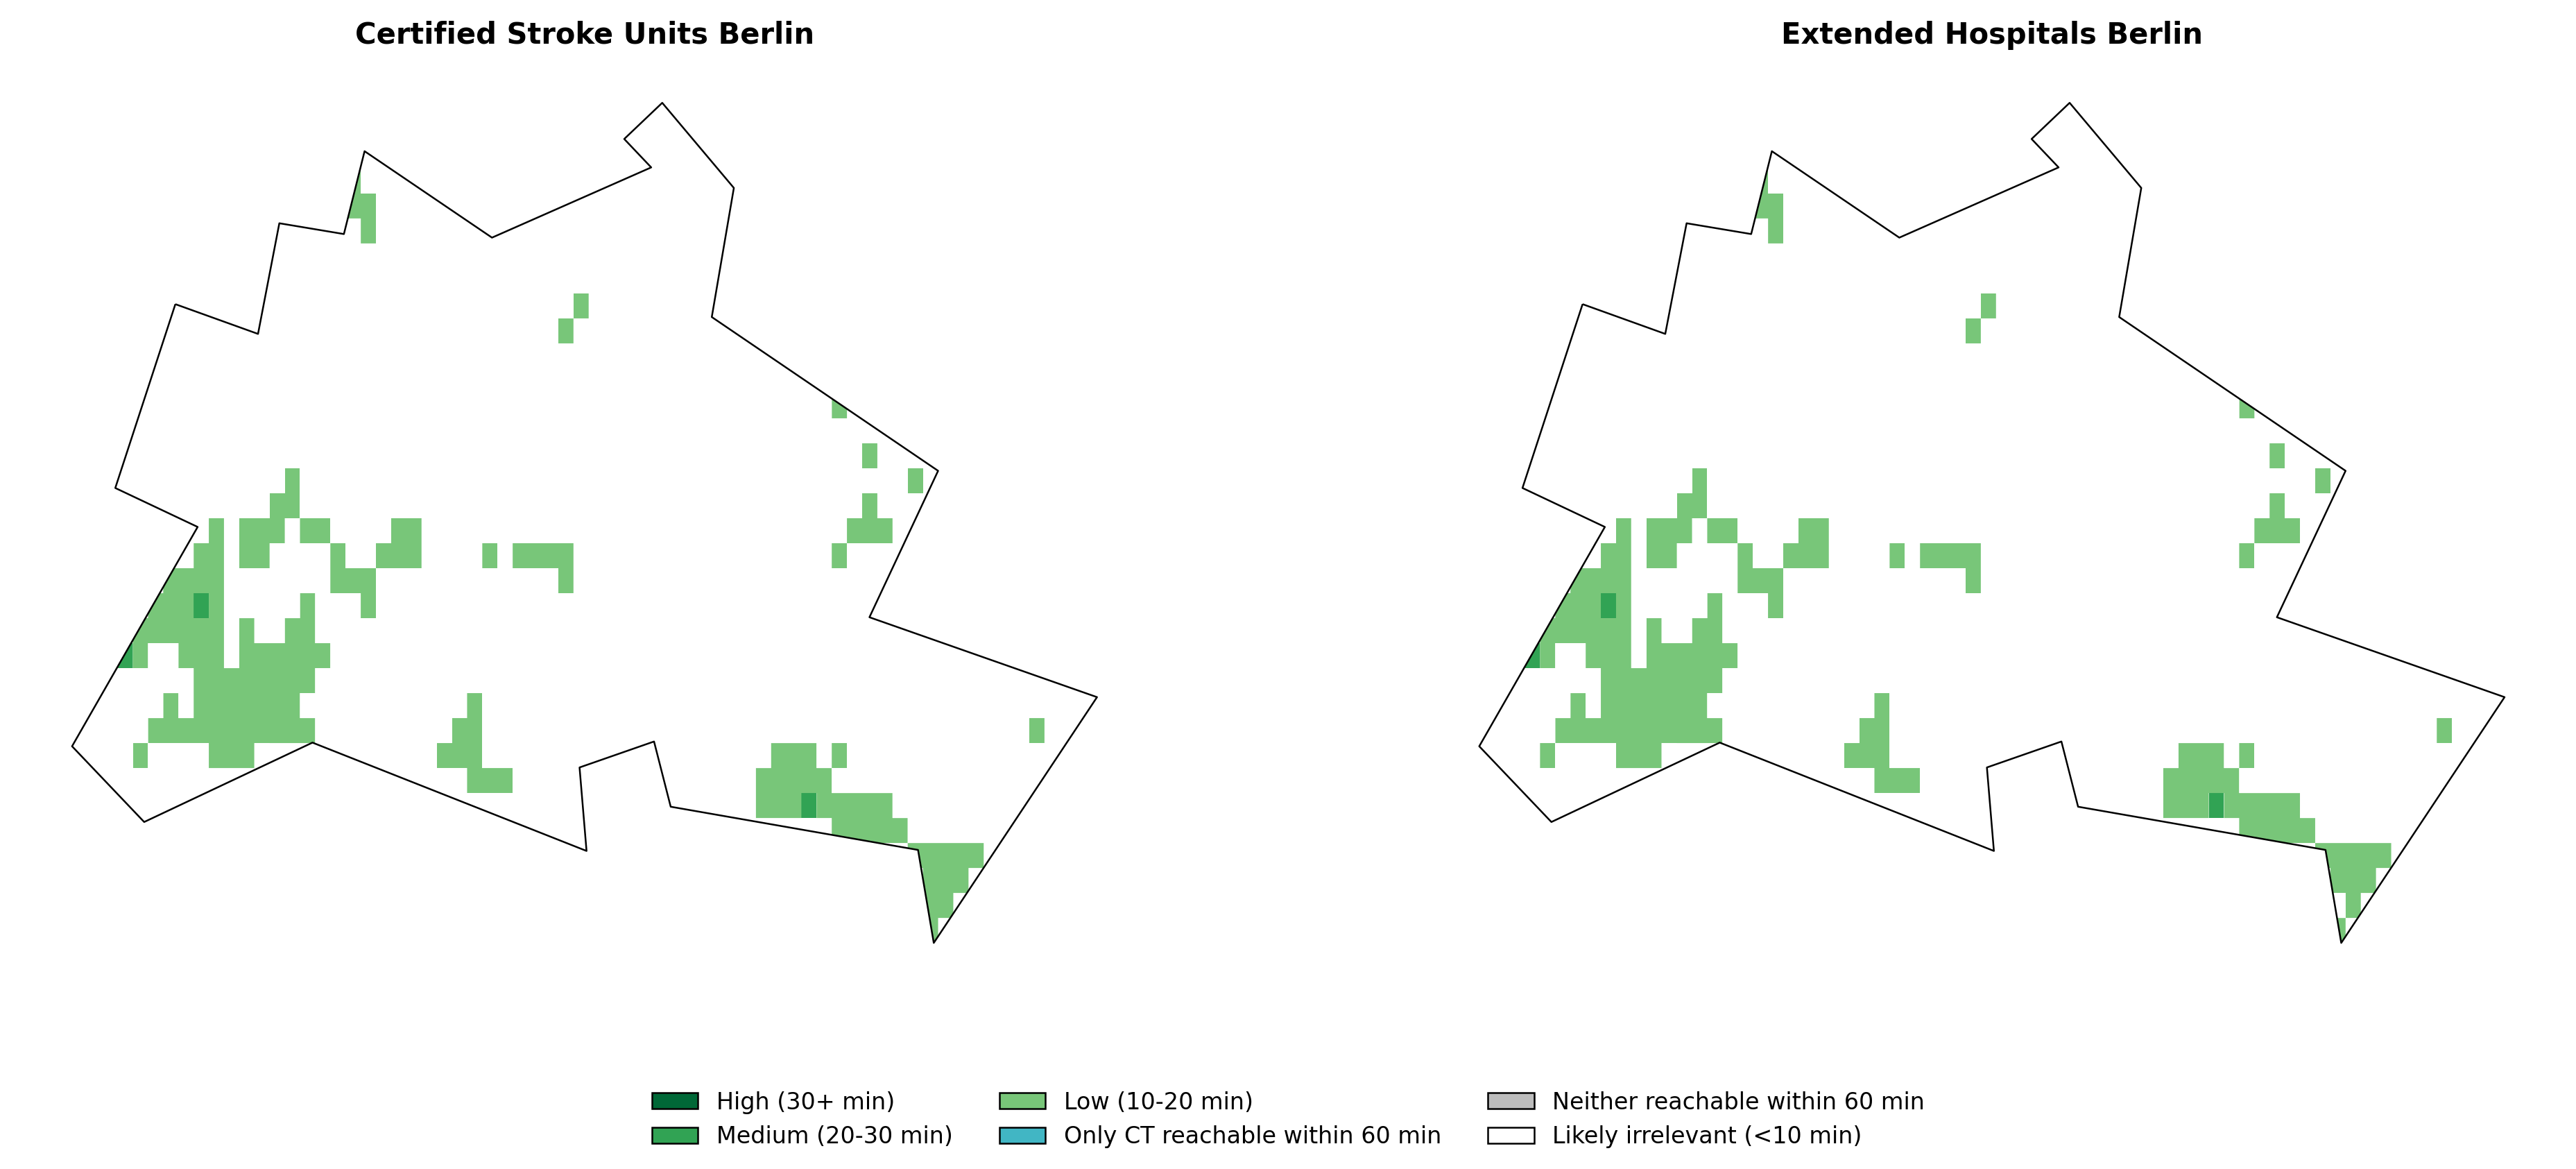 Certified Stroke Units Berlin
Extended Hospitals Berlin
High (30+ min)
Medium (20-30 min)
Low (10-20 min)
Only CT reachable within 60 min
Neither reachable within 60 min
Likely irrelevant (<10 min)